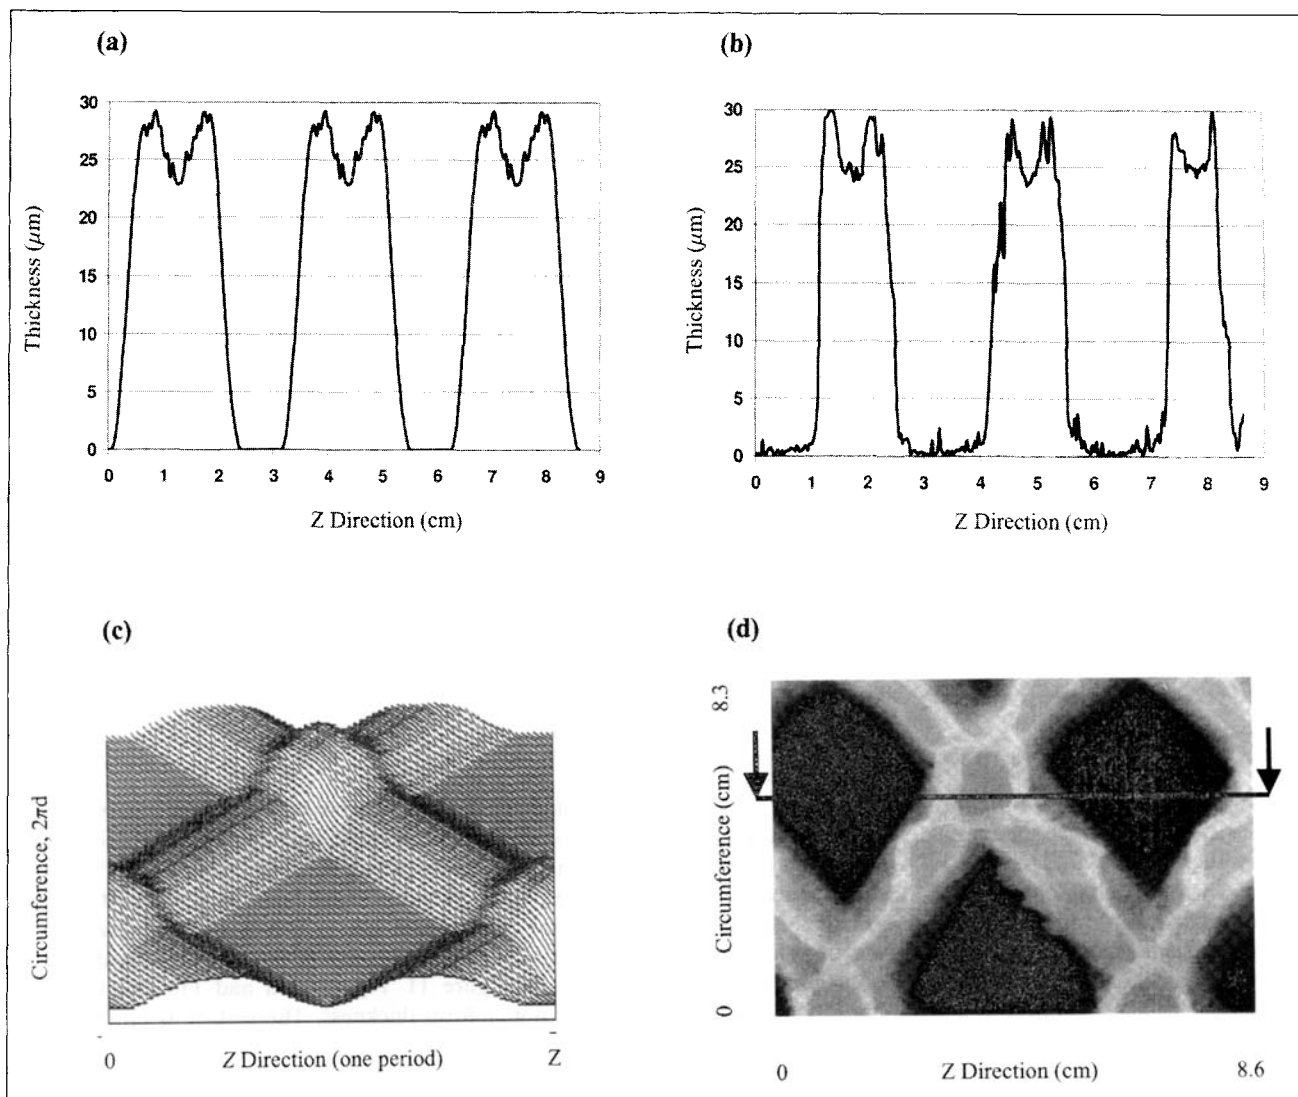 (a)
30
25
20
15
10
5
0
Thickness (μm)
0 1 2 3 4 5 6 7 8 9
Z Direction (cm)
(b)
30
25
20
15
10
5
0
Thickness (μm)
0 1 2 3 4 5 6 7 8 9
Z Direction (cm)
(c)
Circumference, 2πd
0 Z Direction (one period) Z
(d)
8.3
Circumference (cm)
0
0 Z Direction (cm) 8.6